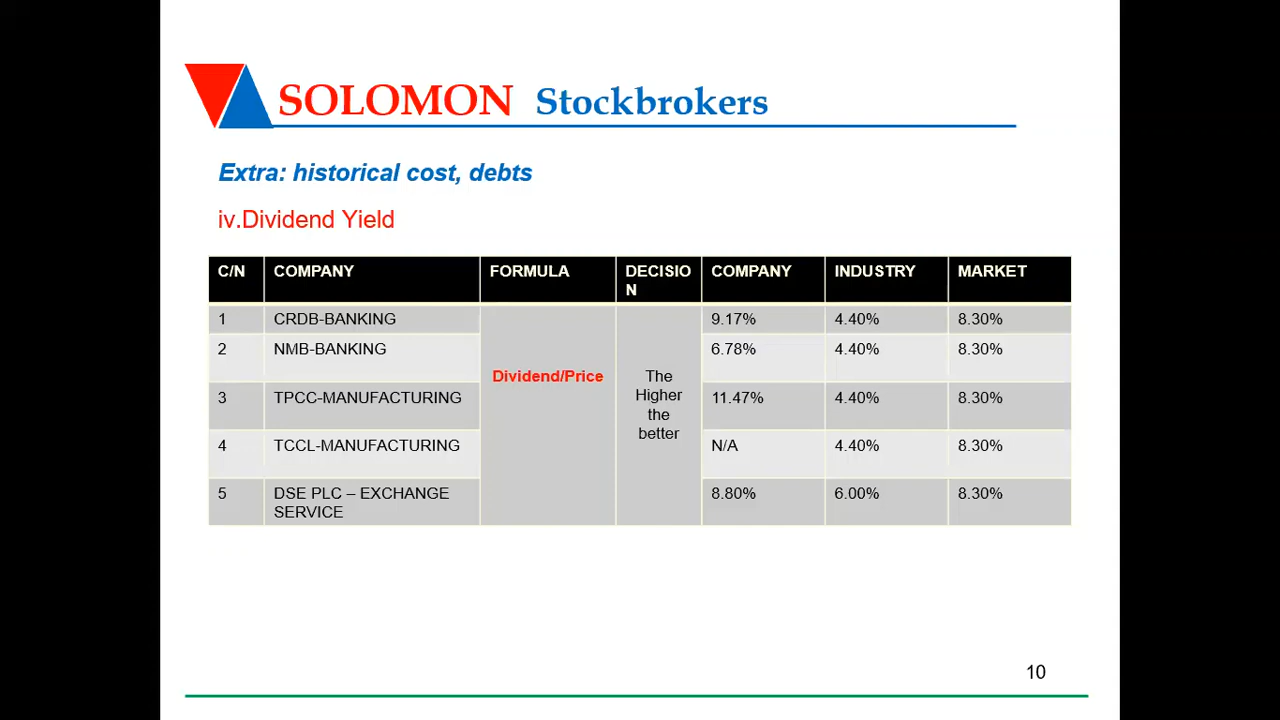 SOLOMON Stockbrokers
Extra: historical cost, debts
iv.Dividend Yield
C/N COMPANY FORMULA DECISIO COMPANY INDUSTRY MARKET
N
1 CRDB-BANKING 9.17% 4.40% 8.30%
2 NMB-BANKING 6.78% 4.40% 8.30%
Dividend/Price The
Higher
the
better
3 TPCC-MANUFACTURING 11.47% 4.40% 8.30%
4 TCCL-MANUFACTURING N/A 4.40% 8.30%
5 DSE PLC – EXCHANGE 8.80% 6.00% 8.30%
SERVICE
10